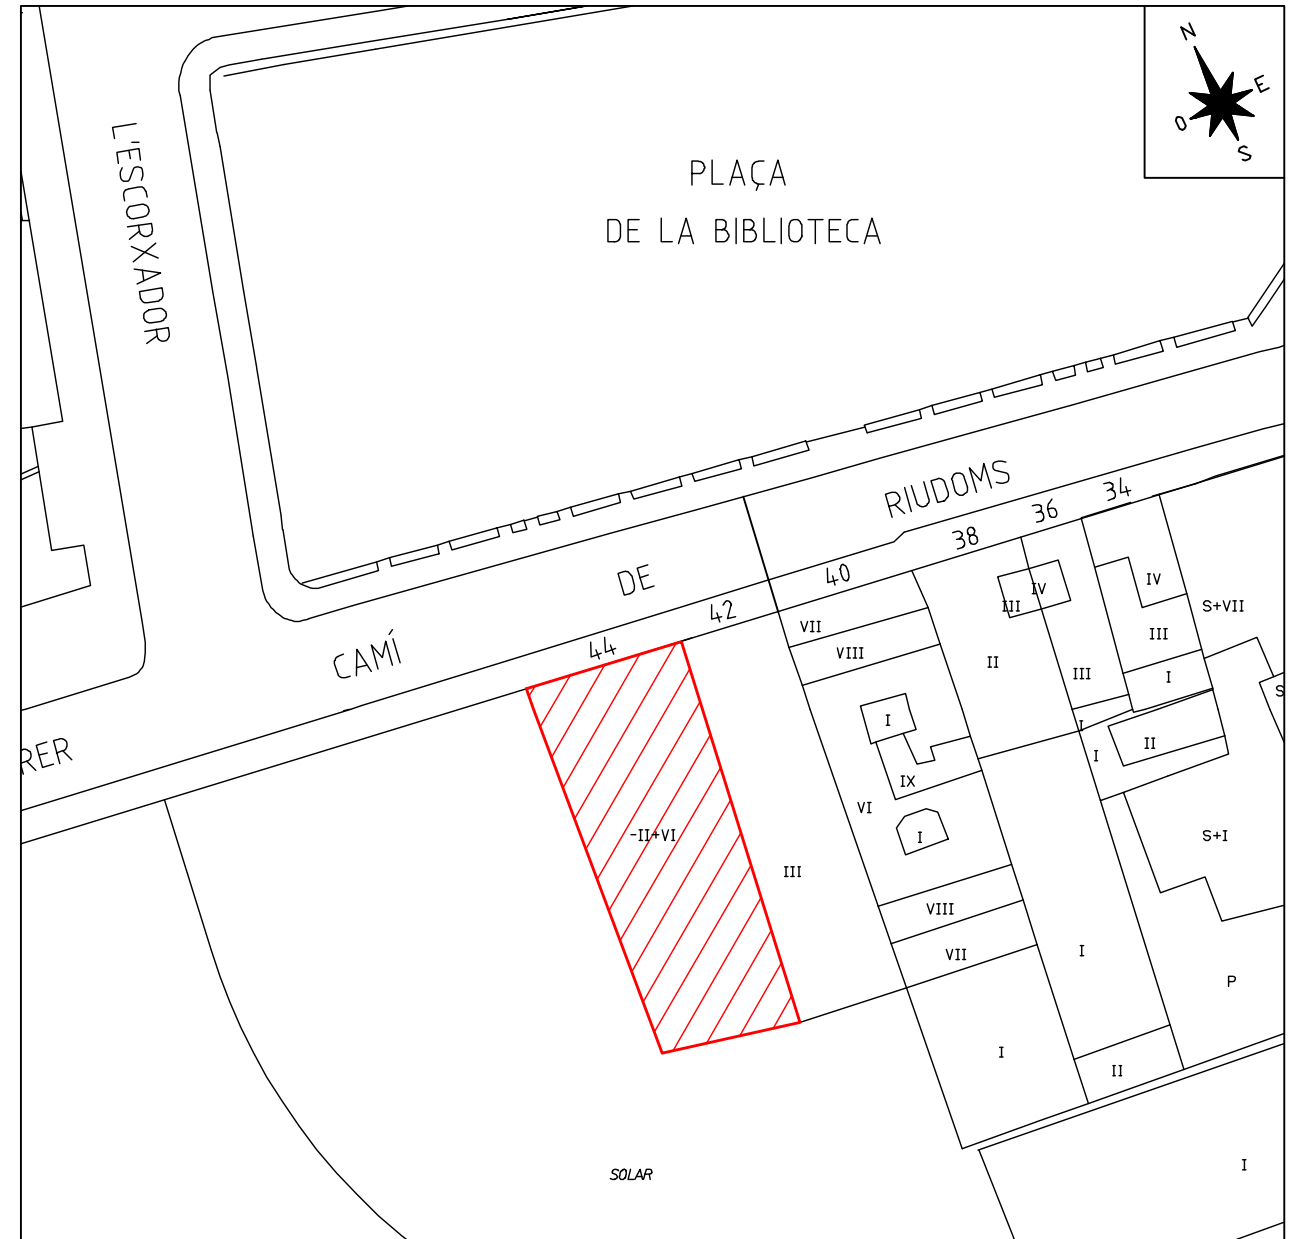 N
E
O
S
L'ESCORXADOR
PLAÇA
DE LA BIBLIOTECA
RER
CAMÍ
DE
RIUDOMS
44
42
40
38
36
34
VII
VIII
I
IX
VI
I
VIII
VII
I
III
-II+VI
II
III
IV
III
I
IV
III
I
S+VII
S
I
II
S+I
I
P
II
I
SOLAR